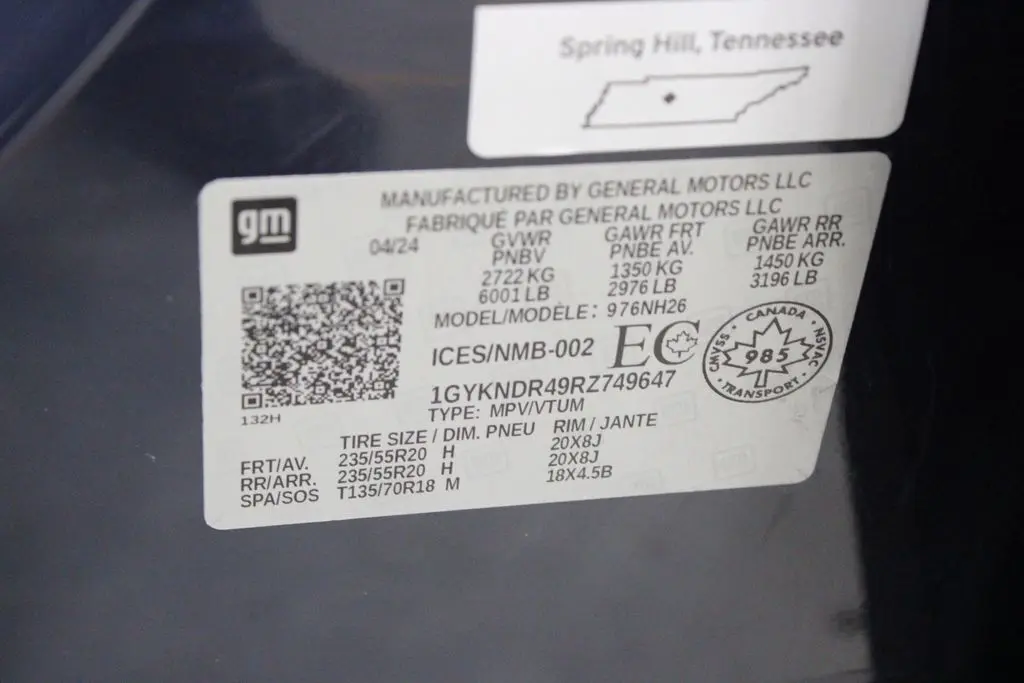 Spring Hill, Tennessee
gm
MANUFACTURED BY GENERAL MOTORS LLC
FABRIQUÉ PAR GENERAL MOTORS LLC
04/24 GVWR GAWR FRT GAWR RR
PNBV PNBE AV. PNBE ARR.
2722 KG 1350 KG 1450 KG
6001 LB 2976 LB 3196 LB
MODEL/MODÈLE: 976NH26
ICES/NMB-002 EC
CANADA
CMVSS 985 NSVAC
TRANSPORT
1GYKNDR49RZ749647
TYPE: MPV/VTUM
132H
TIRE SIZE / DIM. PNEU RIM / JANTE
FRT/AV. 235/55R20 H 20X8J
RR/ARR. 235/55R20 H 20X8J
SPA/SOS T135/70R18 M 18X4.5B